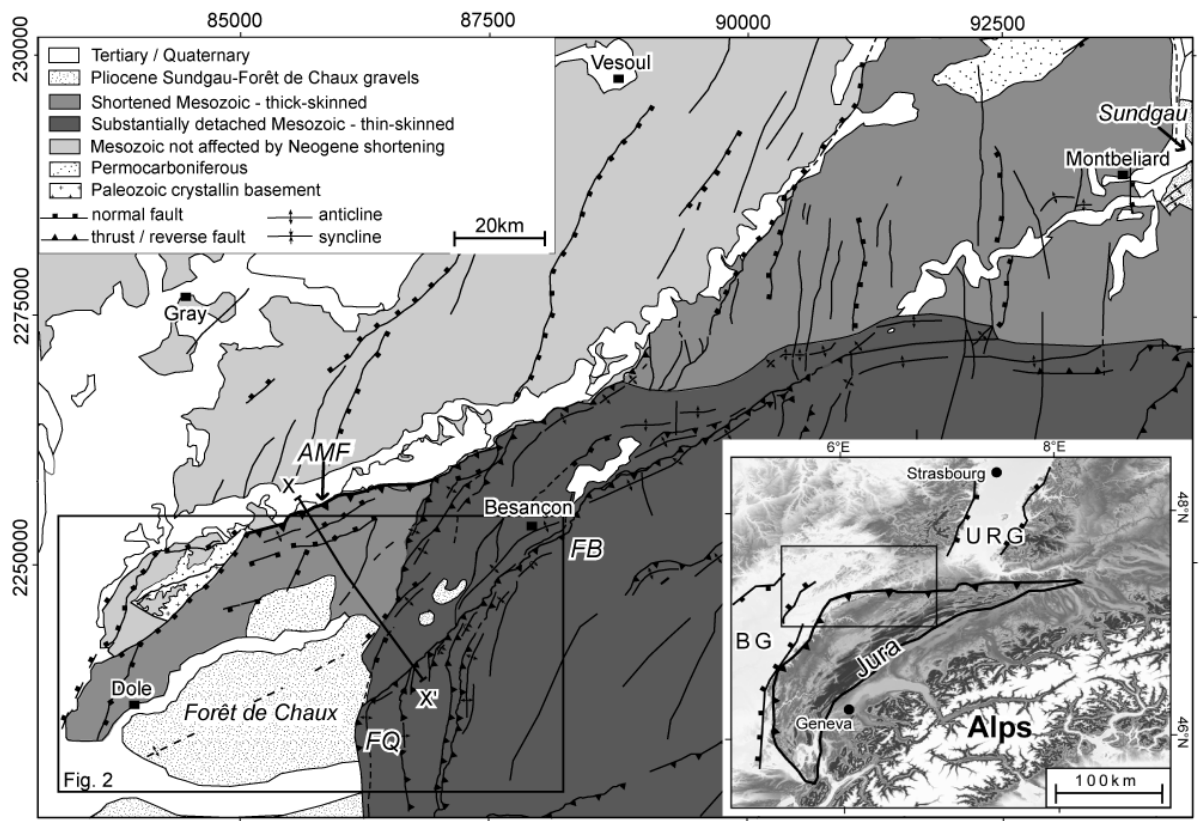 85000
87500
90000
92500
230000
2275000
2250000
Tertiary / Quaternary
Pliocene Sundgau-Forêt de Chaux gravels
Shortened Mesozoic - thick-skinned
Substantially detached Mesozoic - thin-skinned
Mesozoic not affected by Neogene shortening
Permocarboniferous
Paleozoic crystallin basement
normal fault
anticline
thrust / reverse fault
syncline
20km
Vesoul
Sundgau
Montbeliard
Gray
AMF
X
Besançon
FB
Dole
Forêt de Chaux
X'
FQ
Fig. 2
6°E
8°E
Strasbourg
48°N
URG
BG
Jura
Geneva
Alps
46°N
100km